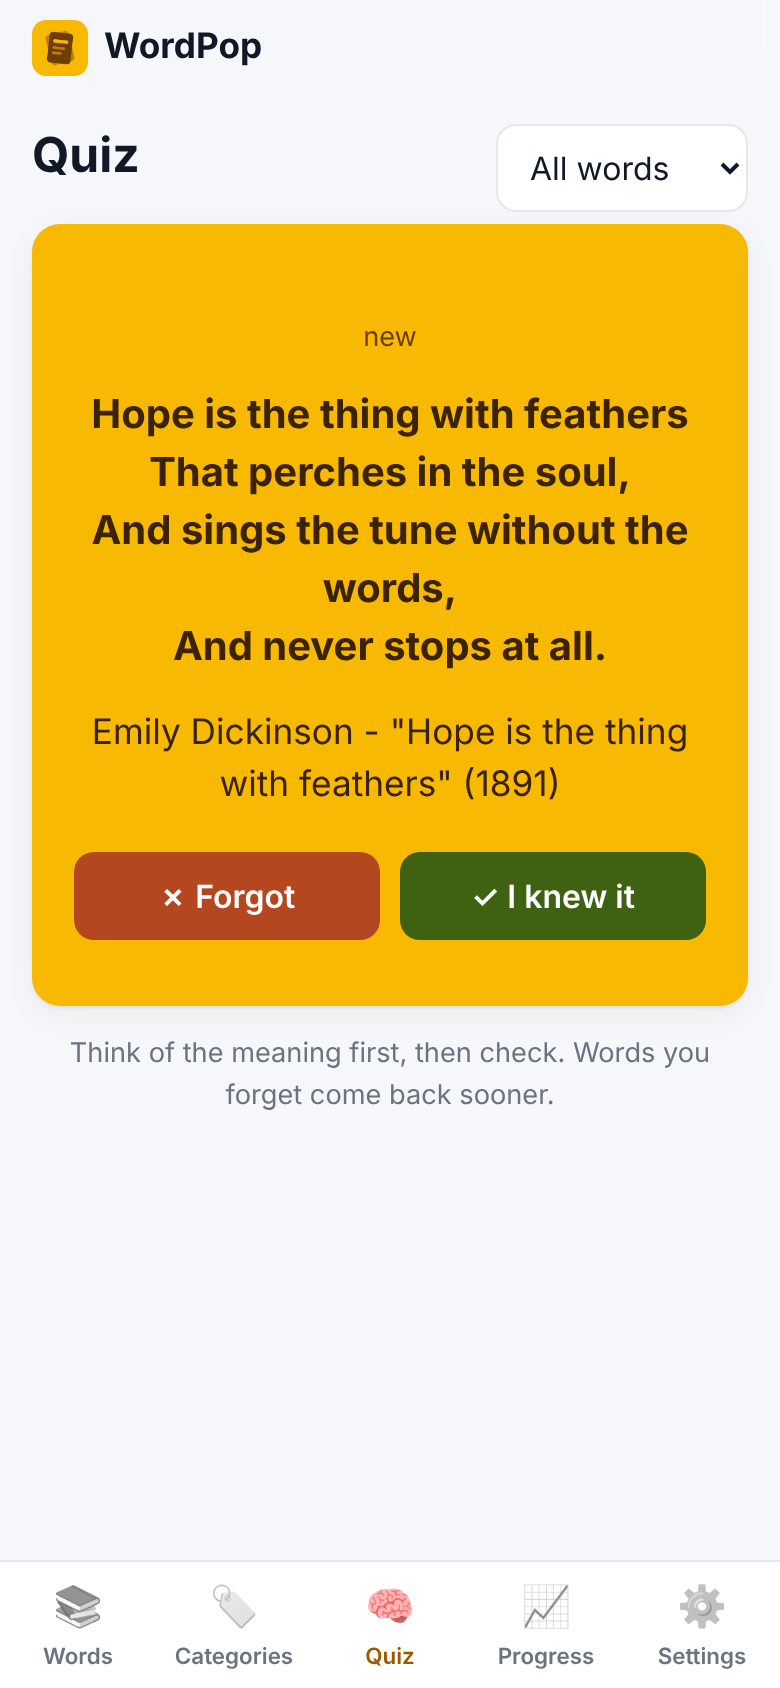 WordPop
Quiz
All words
new
Hope is the thing with feathers
That perches in the soul,
And sings the tune without the
words,
And never stops at all.
Emily Dickinson - "Hope is the thing
with feathers" (1891)
× Forgot
✓ I knew it
Think of the meaning first, then check. Words you
forget come back sooner.
Words
Categories
Quiz
Progress
Settings